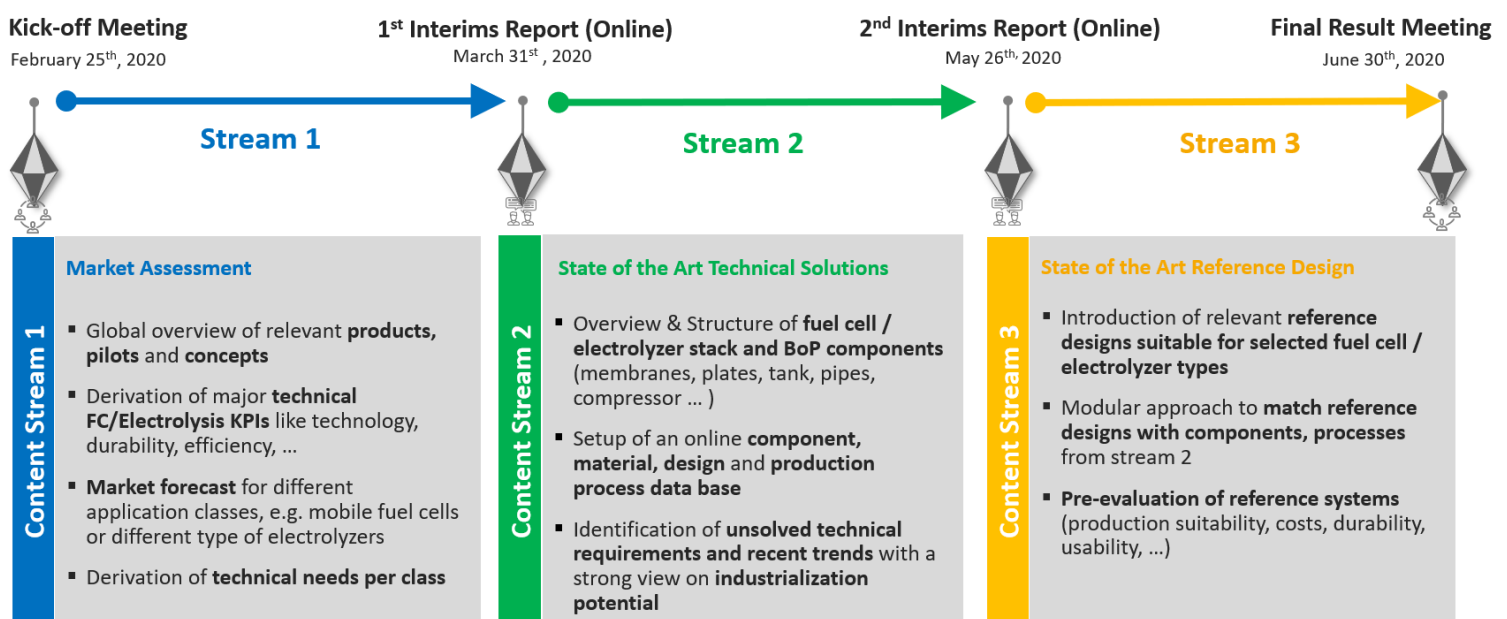 Kick-off Meeting
February 25th, 2020
1st Interims Report (Online)
March 31st , 2020
2nd Interims Report (Online)
May 26th, 2020
Final Result Meeting
June 30th, 2020
Stream 1
Stream 2
Stream 3
Content Stream 1
Market Assessment
▪ Global overview of relevant products,
pilots and concepts
▪ Derivation of major technical
FC/Electrolysis KPIs like technology,
durability, efficiency, …
▪ Market forecast for different
application classes, e.g. mobile fuel cells
or different type of electrolyzers
▪ Derivation of technical needs per class
Content Stream 2
State of the Art Technical Solutions
▪ Overview & Structure of fuel cell /
electrolyzer stack and BoP components
(membranes, plates, tank, pipes,
compressor … )
▪ Setup of an online component,
material, design and production
process data base
▪ Identification of unsolved technical
requirements and recent trends with a
strong view on industrialization
potential
Content Stream 3
State of the Art Reference Design
▪ Introduction of relevant reference
designs suitable for selected fuel cell /
electrolyzer types
▪ Modular approach to match reference
designs with components, processes
from stream 2
▪ Pre-evaluation of reference systems
(production suitability, costs, durability,
usability, …)